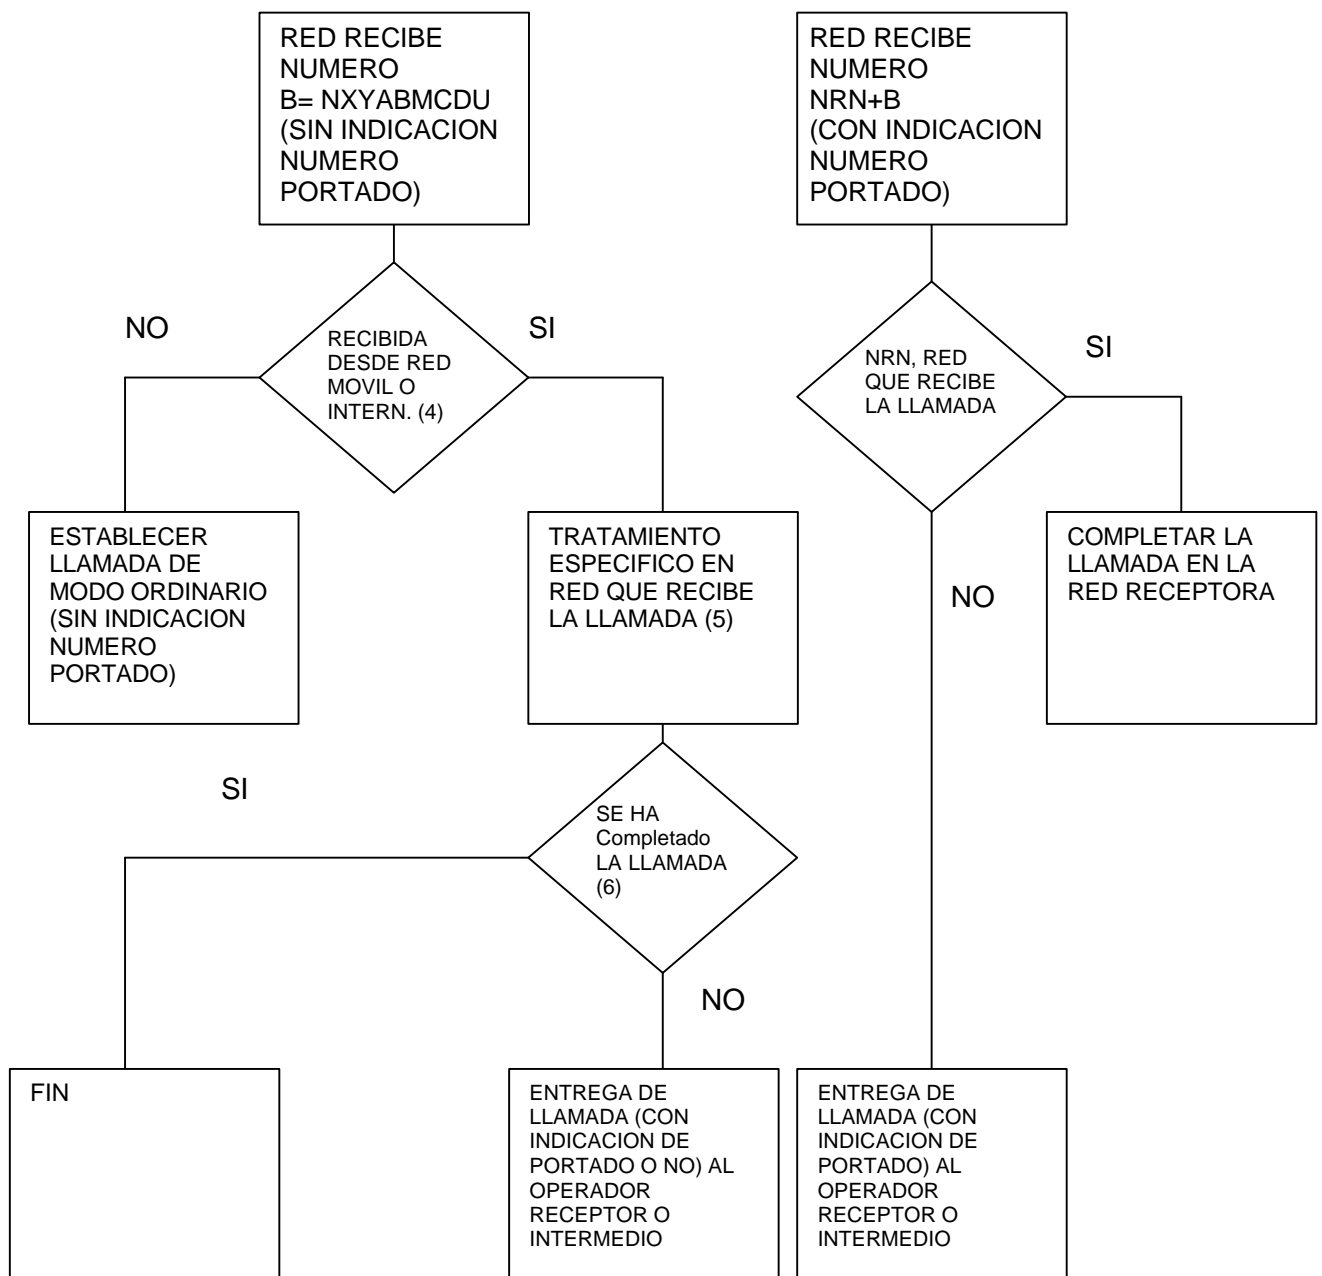 RED RECIBE
NUMERO
B= NXYABMCDU
(SIN INDICACION
NUMERO
PORTADO)
RED RECIBE
NUMERO
NRN+B
(CON INDICACION
NUMERO
PORTADO)
NO
RECIBIDA
DESDE RED
MOVIL O
INTERN. (4)
SI
NRN, RED
QUE RECIBE
LA LLAMADA
SI
ESTABLECER
LLAMADA DE
MODO ORDINARIO
(SIN INDICACION
NUMERO
PORTADO)
TRATAMIENTO
ESPECIFICO EN
RED QUE RECIBE
LA LLAMADA (5)
NO
COMPLETAR LA
LLAMADA EN LA
RED RECEPTORA
SI
SE HA
Completado
LA LLAMADA
(6)
NO
FIN
ENTREGA DE
LLAMADA (CON
INDICACION DE
PORTADO O NO) AL
OPERADOR
RECEPTOR O
INTERMEDIO
ENTREGA DE
LLAMADA (CON
INDICACION DE
PORTADO) AL
OPERADOR
RECEPTOR O
INTERMEDIO